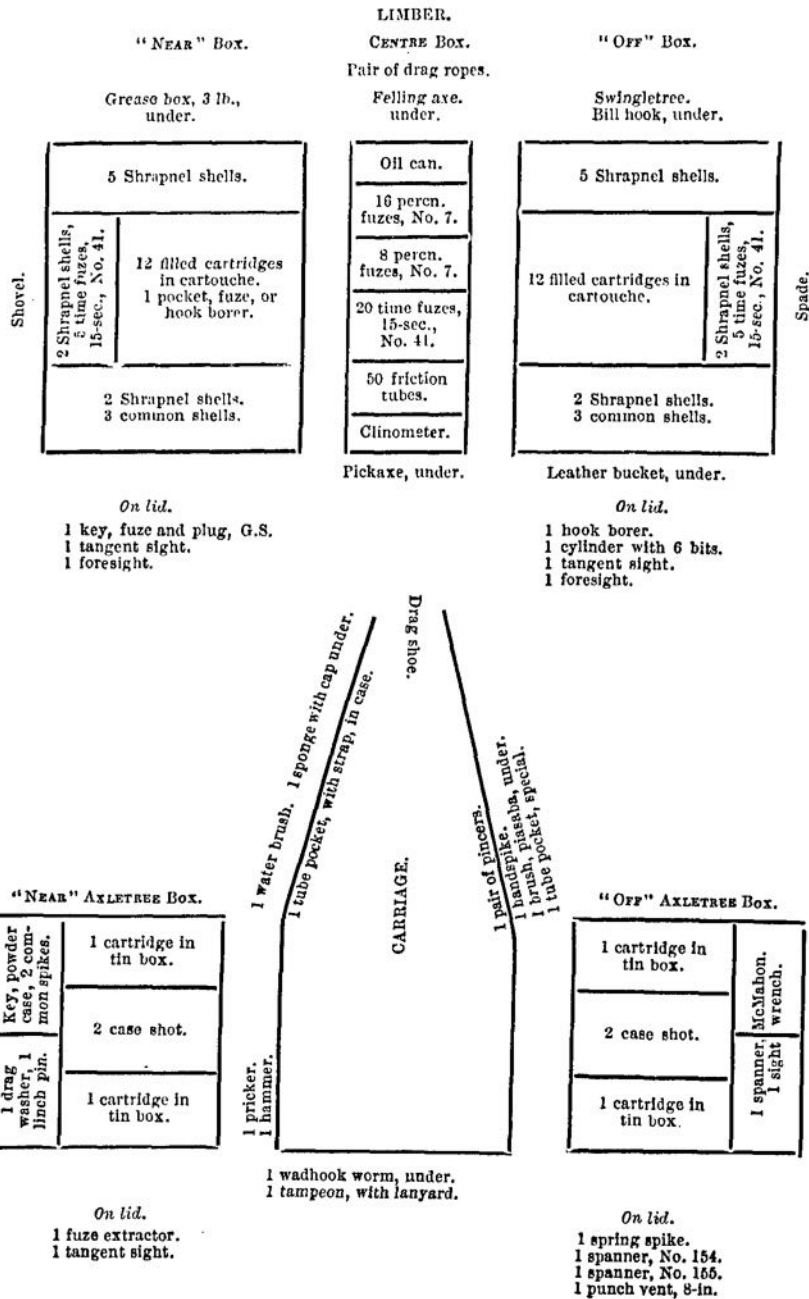 LIMBER.
"NEAR" BOX.
CENTRE BOX.
"OFF" BOX.
Pair of drag ropes.
Grease box, 3 lb.,
under.
Felling axe.
under.
Swingletree.
Bill hook, under.
Shovel.
5 Shrapnel shells.
2 Shrapnel shells,
5 time fuzes,
15-sec., No. 41.
12 filled cartridges
in cartouche.
1 pocket, fuze, or
hook borer.
2 Shrapnel shells.
3 common shells.
Oil can.
16 percn.
fuzes, No. 7.
8 percn.
fuzes, No. 7.
20 time fuzes,
15-sec.,
No. 41.
50 friction
tubes.
Clinometer.
Pickaxe, under.
5 Shrapnel shells.
12 filled cartridges in
cartouche.
2 Shrapnel shells,
5 time fuzes,
15-sec., No. 41.
2 Shrapnel shells.
3 common shells.
Spade.
Leather bucket, under.
On lid.
1 key, fuze and plug, G.S.
1 tangent sight.
1 foresight.
On lid.
1 hook borer.
1 cylinder with 6 bits.
1 tangent sight.
1 foresight.
Drag shoe.
1 water brush. 1 sponge with cap under.
1 tube pocket, with strap, in case.
CARRIAGE.
1 pair of pincers.
1 handspike.
1 brush, piasaba, under.
1 tube pocket, special.
"NEAR" AXLETREE BOX.
Key, powder
case, 2 com-
mon spikes.
1 drag
washer, 1
linch pin.
1 cartridge in
tin box.
2 case shot.
1 cartridge in
tin box.
1 pricker.
1 hammer.
"OFF" AXLETREE BOX.
1 cartridge in
tin box.
2 case shot.
1 cartridge in
tin box.
McMahon
wrench.
1 spanner,
1 sight
1 wadhook worm, under.
1 tampeon, with lanyard.
On lid.
1 fuze extractor.
1 tangent sight.
On lid.
1 spring spike.
1 spanner, No. 154.
1 spanner, No. 155.
1 punch vent, 8-in.